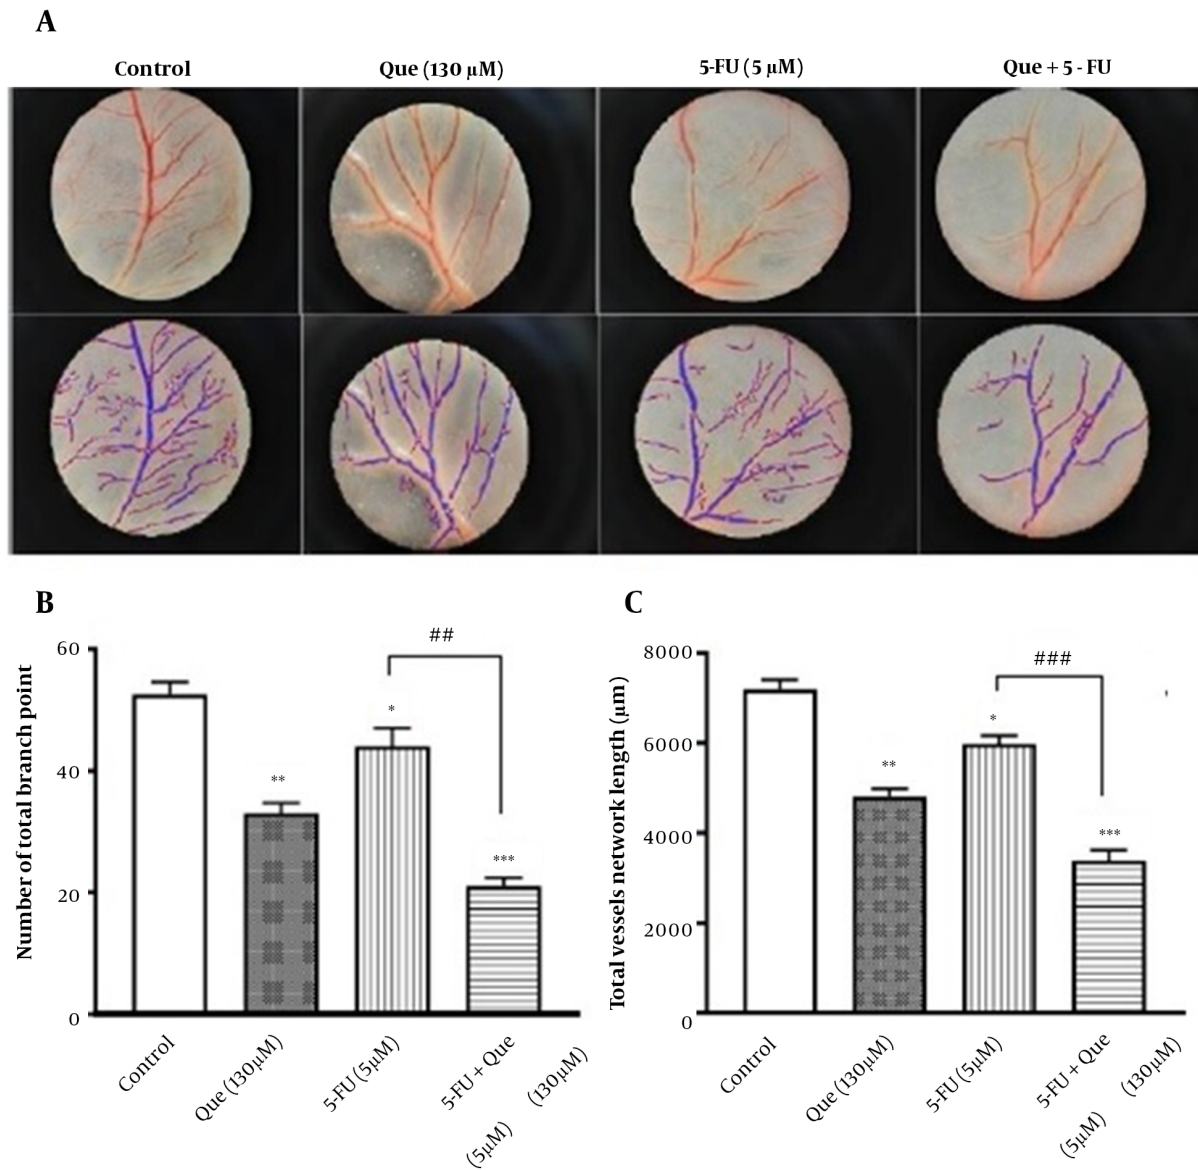 A
Control
Que (130 µM)
5-FU (5 µM)
Que + 5 - FU
B
Number of total branch point
60
40
20
0
**
*
***
##
Control
Que (130µM)
5-FU (5µM)
5-FU + Que
(5µM)
(130µM)
C
Total vessels network length (µm)
8000
6000
4000
2000
0
**
*
***
###
Control
Que (130µM)
5-FU (5µM)
5-FU + Que
(5µM)
(130µM)